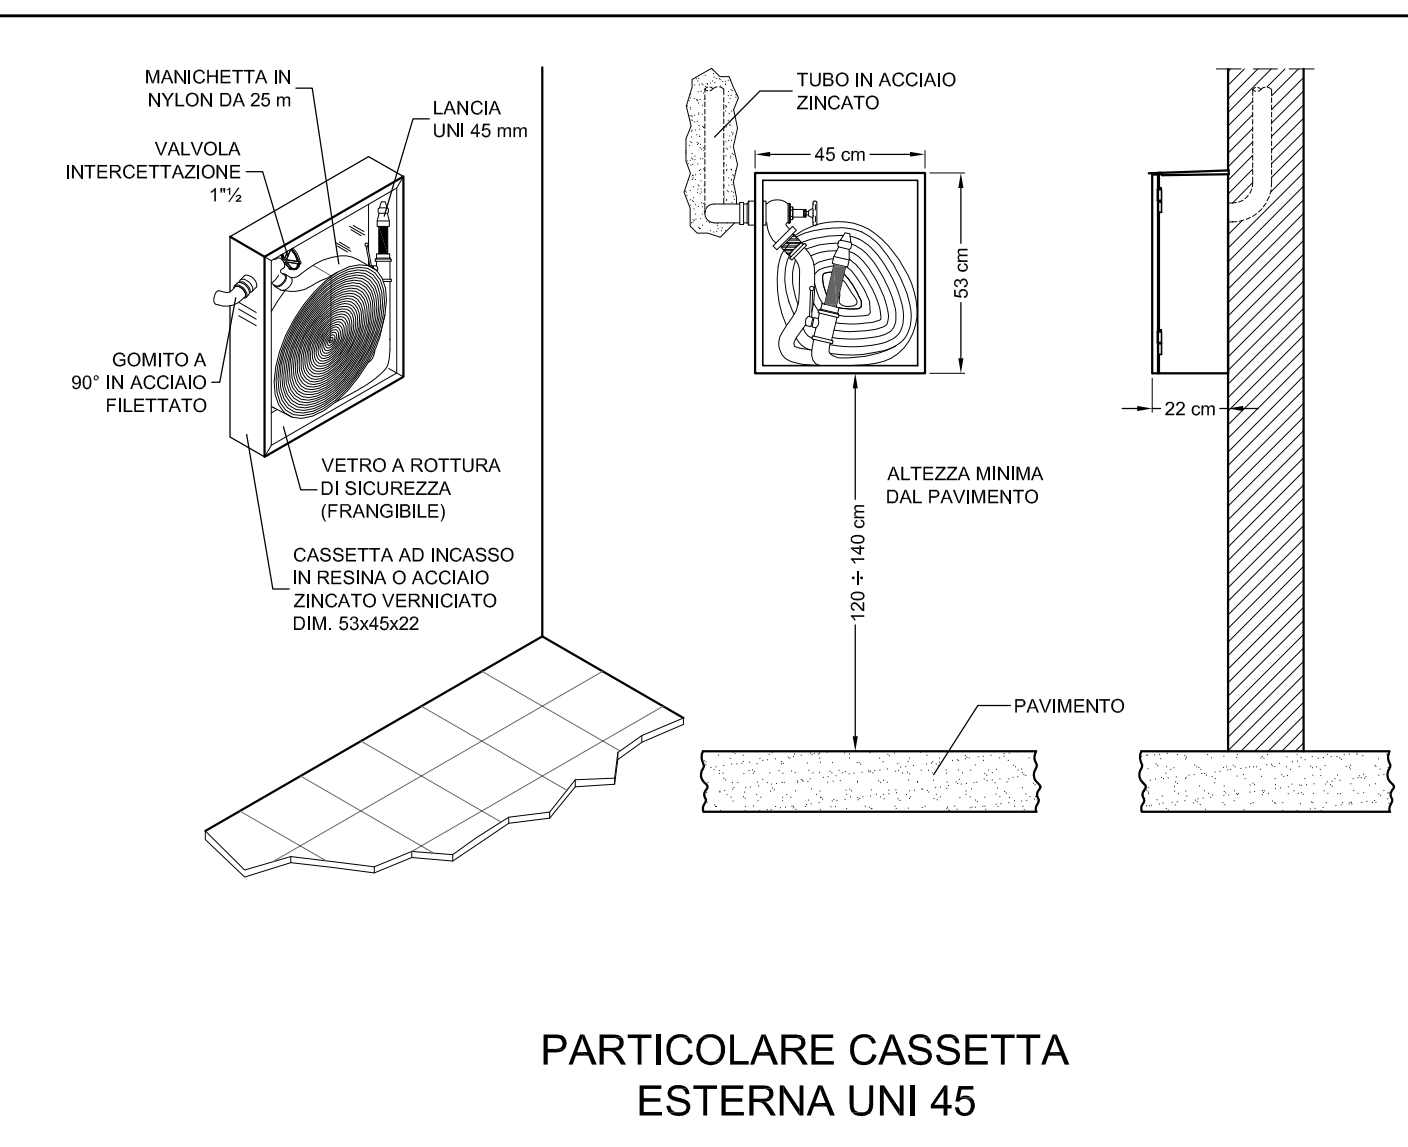 MANICHETTA IN
NYLON DA 25 m
LANCIA
UNI 45 mm
VALVOLA
INTERCETTAZIONE
1"½
GOMITO A
90° IN ACCIAIO
FILETTATO
VETRO A ROTTURA
DI SICUREZZA
(FRANGIBILE)
CASSETTA AD INCASSO
IN RESINA O ACCIAIO
ZINCATO VERNICIATO
DIM. 53x45x22
TUBO IN ACCIAIO
ZINCATO
45 cm
53 cm
22 cm
ALTEZZA MINIMA
DAL PAVIMENTO
120 ÷ 140 cm
PAVIMENTO
PARTICOLARE CASSETTA
ESTERNA UNI 45